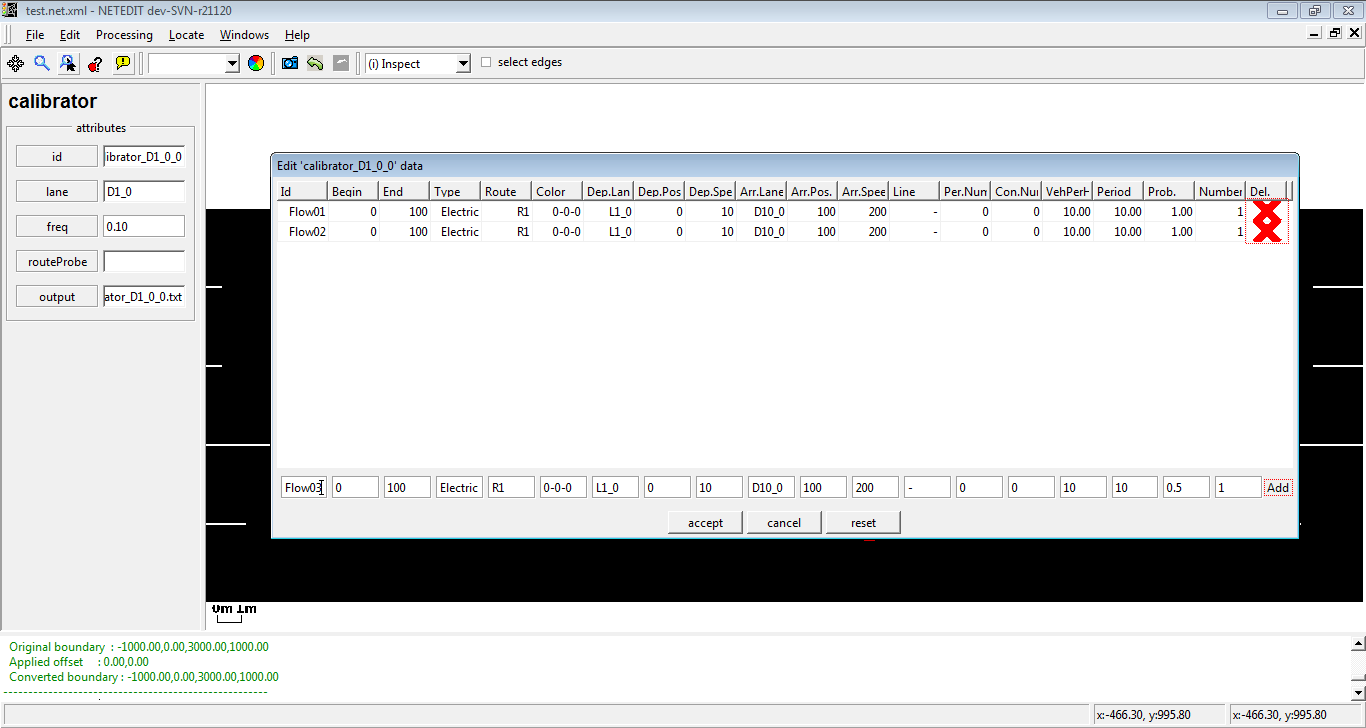 test.net.xml - NETEDIT dev-SVN-r21120
File Edit Processing Locate Windows Help
(i) Inspect select edges
calibrator
attributes
id ibrator_D1_0_0
lane D1_0
freq 0.10
routeProbe
output ator_D1_0_0.txt
Edit 'calibrator_D1_0_0' data
Id Begin End Type Route Color Dep.Lan Dep.Pos Dep.Spe Arr.Lane Arr.Pos. Arr.Spee Line Per.Num Con.Nu VehPerH Period Prob. Number Del.
Flow01 0 100 Electric R1 0-0-0 L1_0 0 10 D10_0 100 200 - 0 0 10.00 10.00 1.00 1
Flow02 0 100 Electric R1 0-0-0 L1_0 0 10 D10_0 100 200 - 0 0 10.00 10.00 1.00 1
Flow03 0 100 Electric R1 0-0-0 L1_0 0 10 D10_0 100 200 - 0 0 10 10 0.5 1 Add
accept cancel reset
0m 1m
Original boundary : -1000.00,0.00,3000.00,1000.00
Applied offset : 0.00,0.00
Converted boundary : -1000.00,0.00,3000.00,1000.00
x:-466.30, y:995.80 x:-466.30, y:995.80